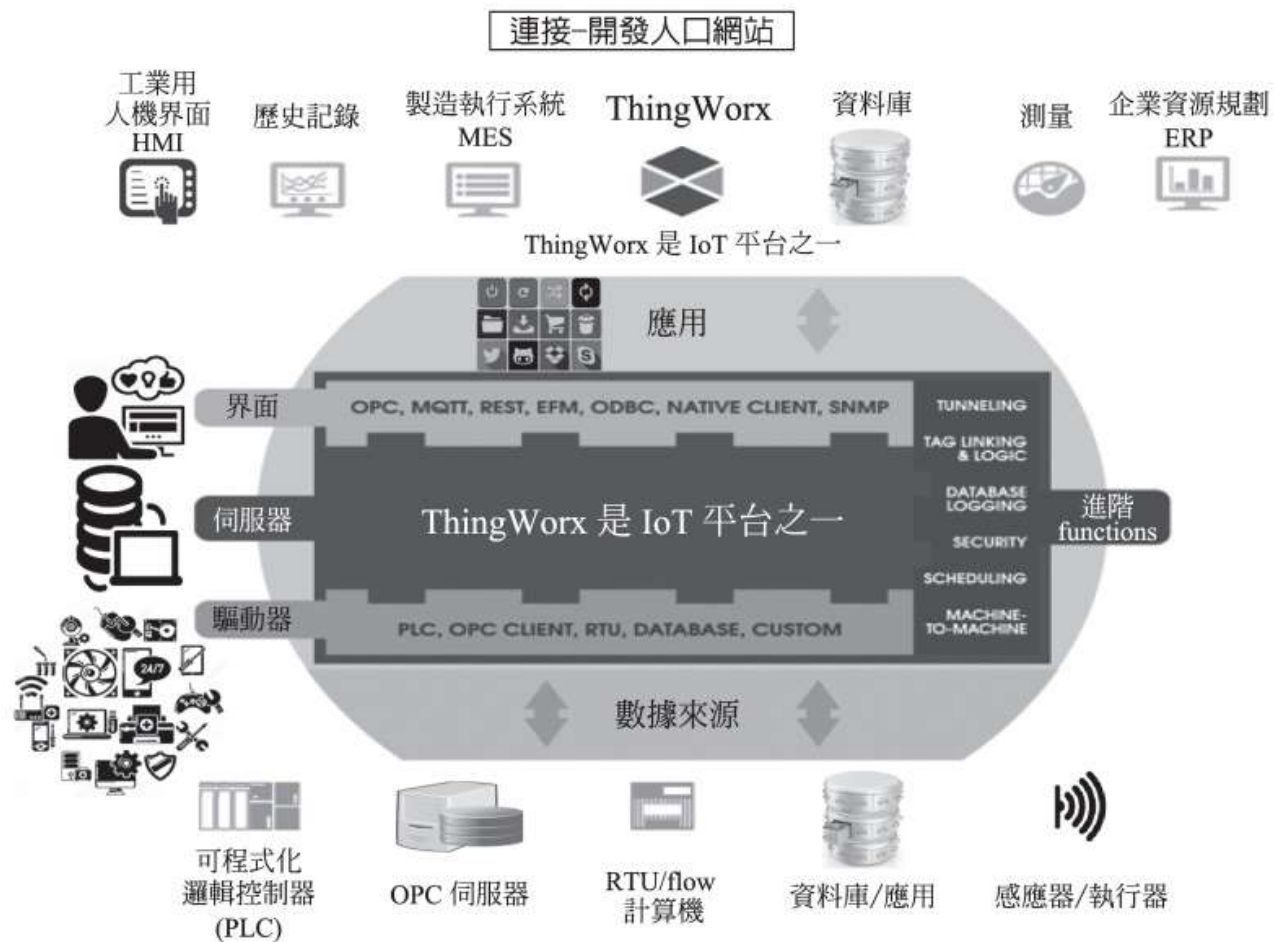 連接-開發人口網站
工業用
人機界面
HMI
歷史記錄
製造執行系統
MES
ThingWorx
資料庫
測量
企業資源規劃
ERP
ThingWorx 是 IoT 平台之一
應用
界面
OPC, MQTT, REST, EFM, ODBC, NATIVE CLIENT, SNMP
TUNNELING
TAG LINKING
& LOGIC
DATABASE
LOGGING
SECURITY
SCHEDULING
MACHINE-
TO-MACHINE
伺服器
ThingWorx 是 IoT 平台之一
進階
functions
驅動器
PLC, OPC CLIENT, RTU, DATABASE, CUSTOM
24/7
數據來源
可程式化
邏輯控制器
(PLC)
OPC 伺服器
RTU/flow
計算機
資料庫/應用
感應器/執行器